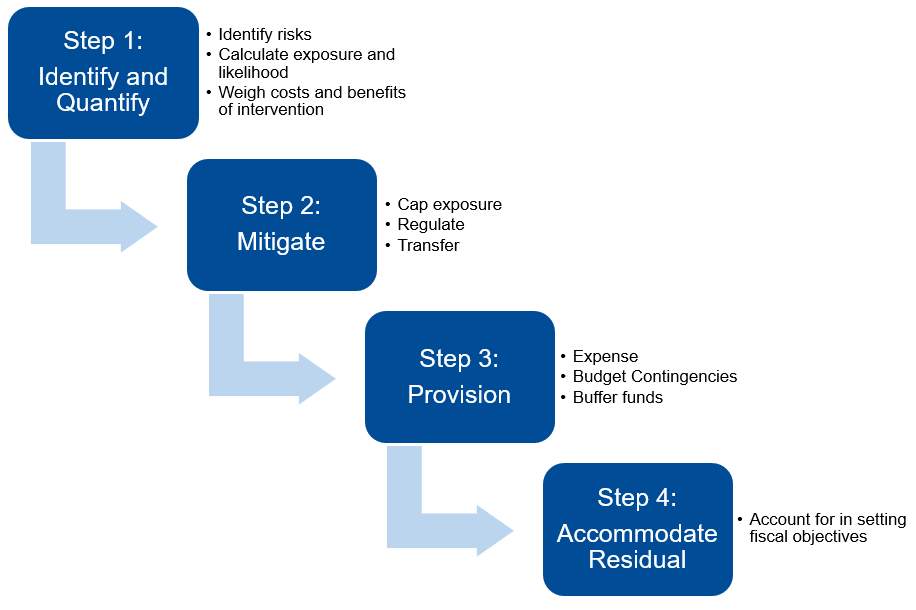 Step 1:
Identify and
Quantify
• Identify risks
• Calculate exposure and
likelihood
• Weigh costs and benefits
of intervention
Step 2:
Mitigate
• Cap exposure
• Regulate
• Transfer
Step 3:
Provision
• Expense
• Budget Contingencies
• Buffer funds
Step 4:
Accommodate
Residual
• Account for in setting
fiscal objectives